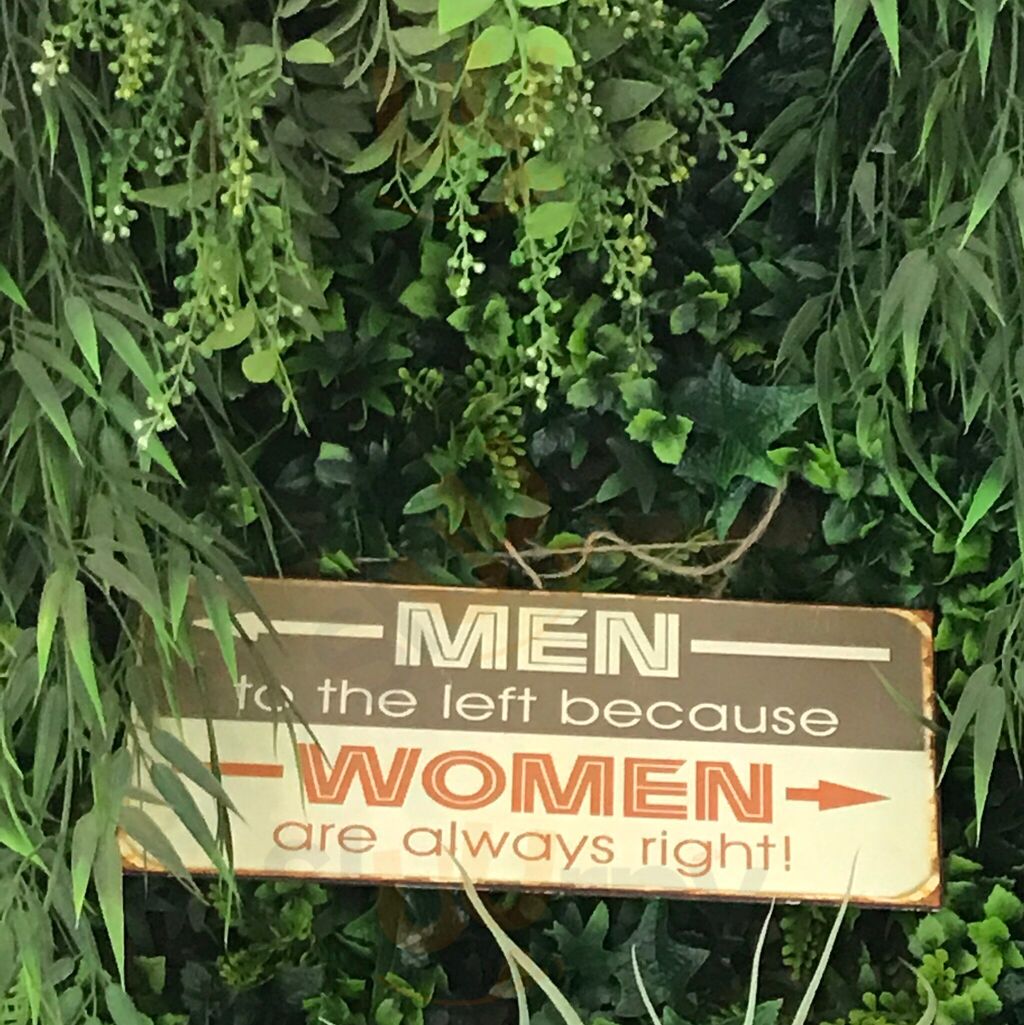 MEN
to the left because
WOMEN
are always right!